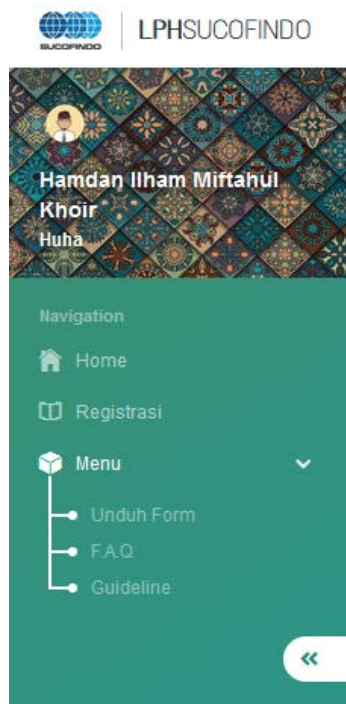 SUCOFINDO
LPHSUCOFINDO
Hamdan Ilham Miftahul
Khoir
Huha
Navigation
Home
Registrasi
Menu
Unduh Form
F.A.Q
Guideline